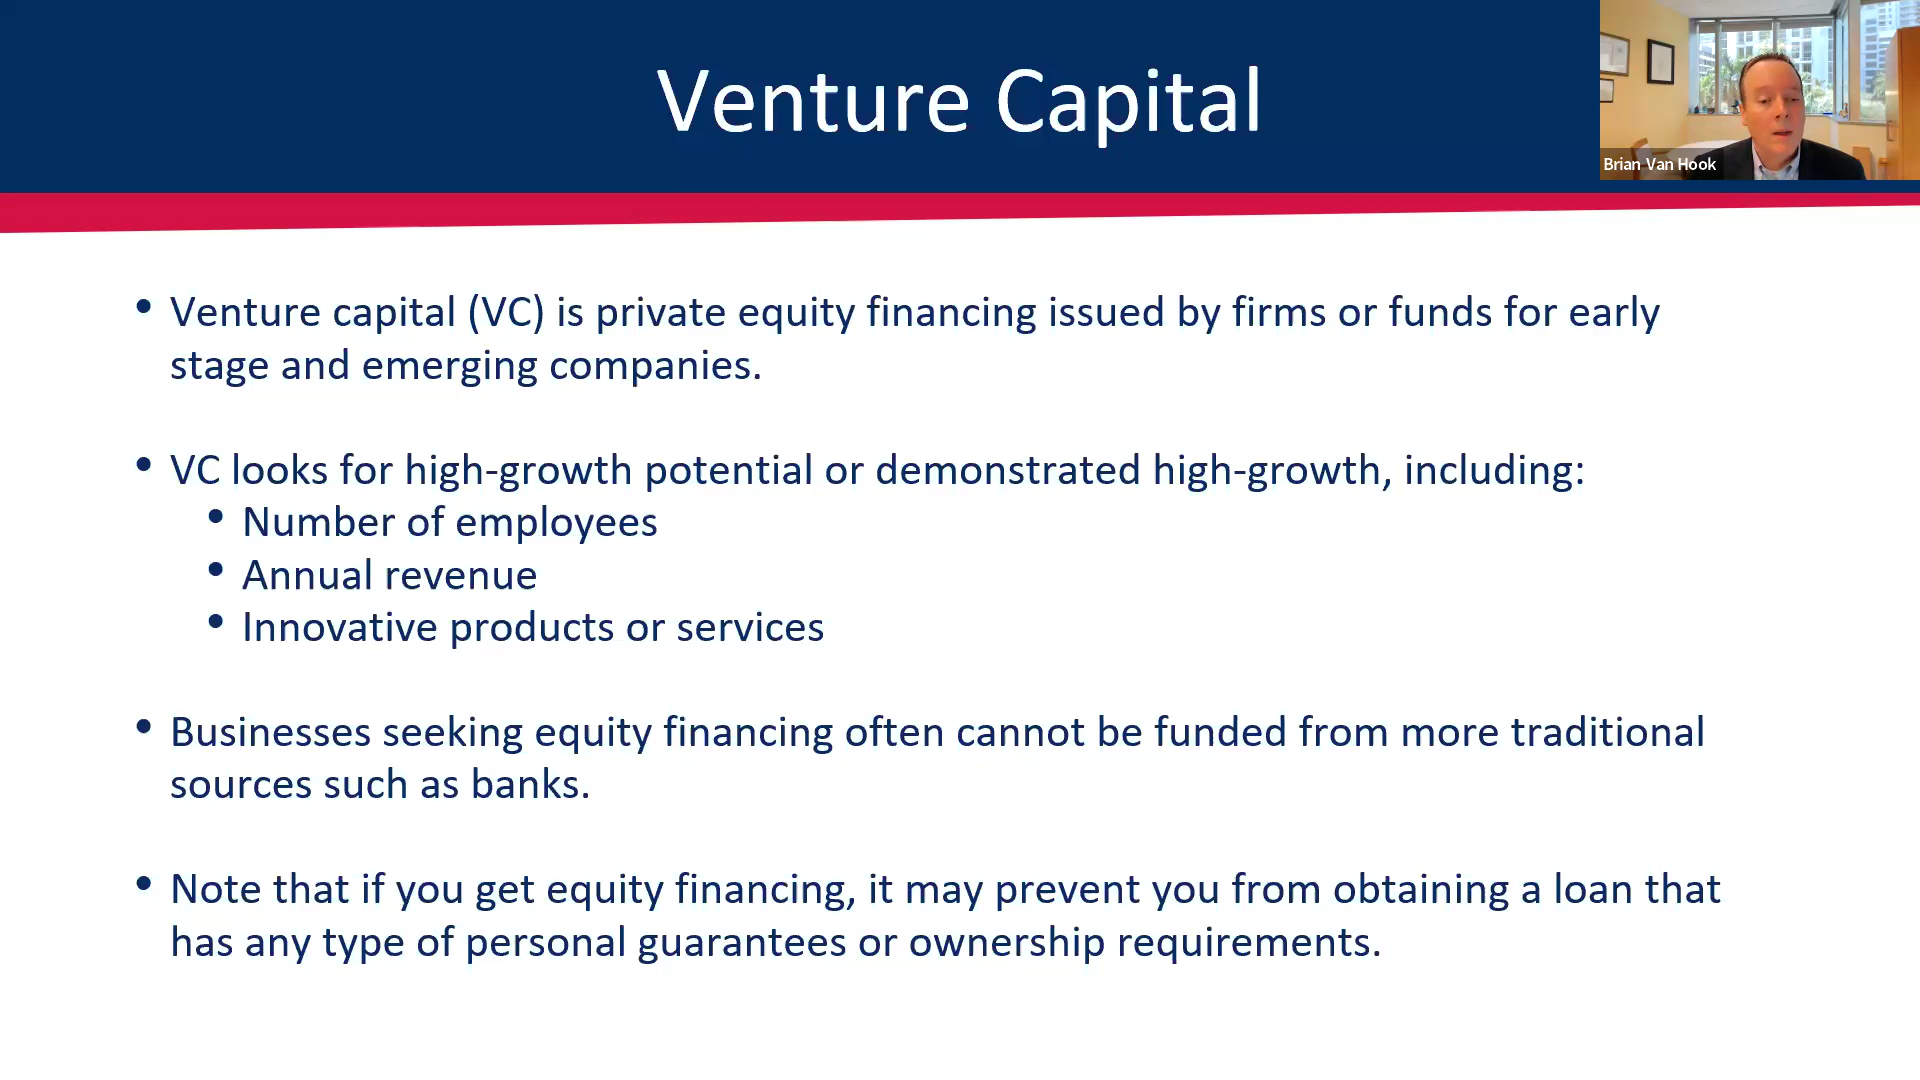 Venture Capital
Brian Van Hook
• Venture capital (VC) is private equity financing issued by firms or funds for early
stage and emerging companies.
• VC looks for high-growth potential or demonstrated high-growth, including:
• Number of employees
• Annual revenue
• Innovative products or services
• Businesses seeking equity financing often cannot be funded from more traditional
sources such as banks.
• Note that if you get equity financing, it may prevent you from obtaining a loan that
has any type of personal guarantees or ownership requirements.